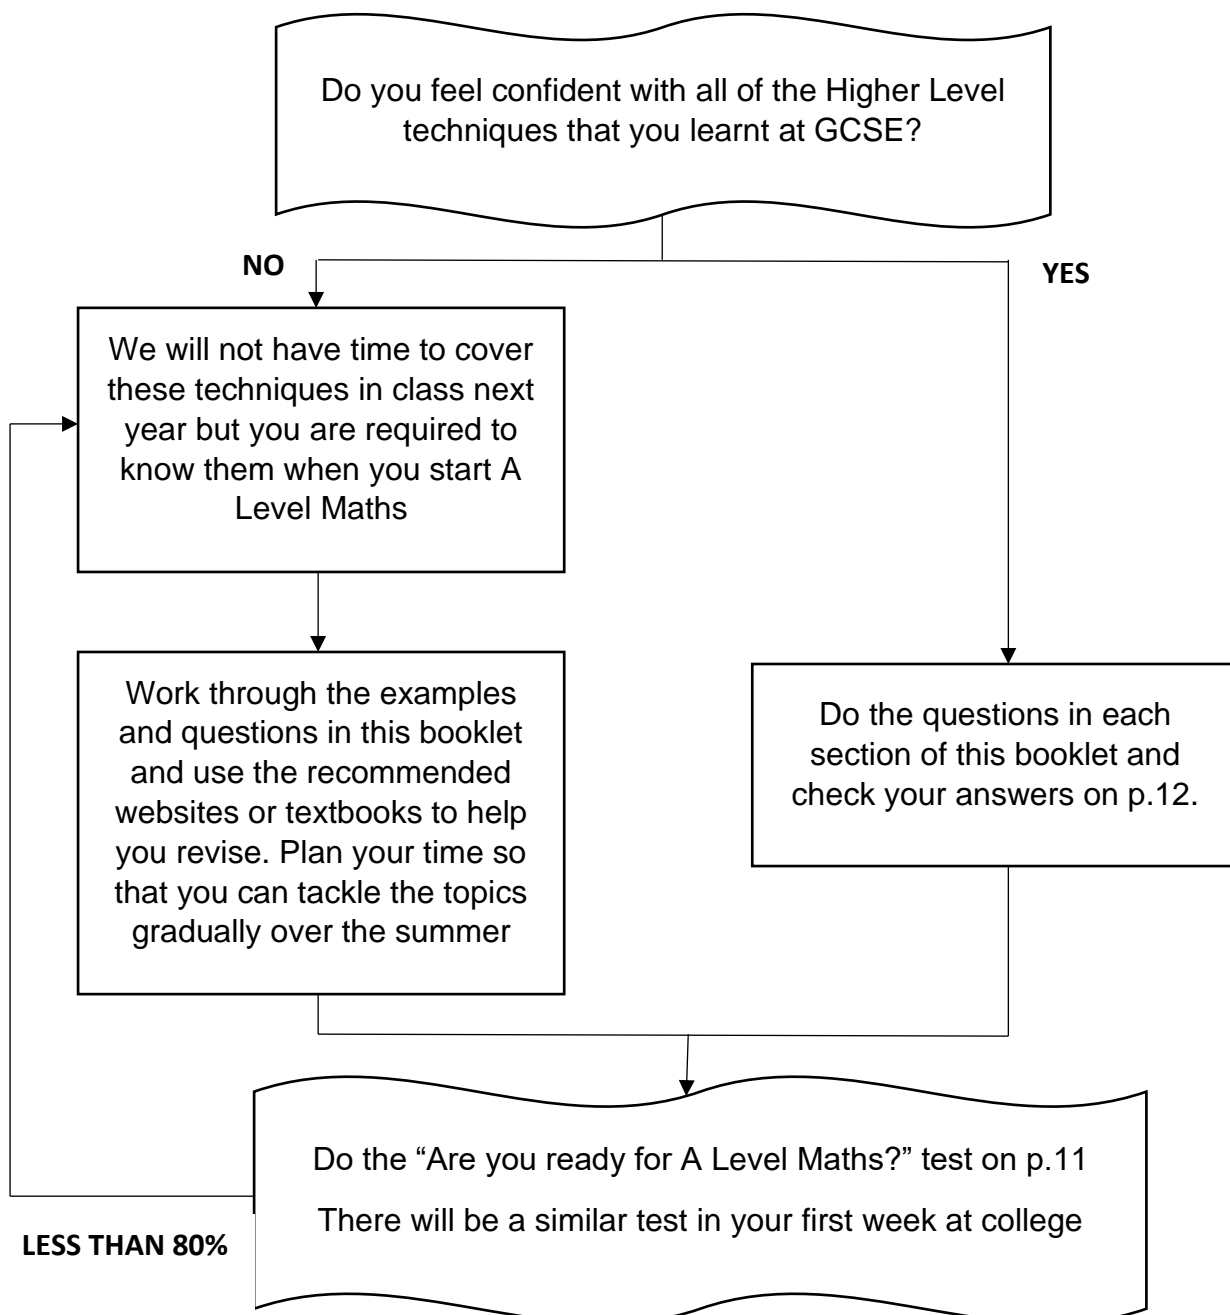 Do you feel confident with all of the Higher Level
techniques that you learnt at GCSE?
NO
YES
We will not have time to cover
these techniques in class next
year but you are required to
know them when you start A
Level Maths
Work through the examples
and questions in this booklet
and use the recommended
websites or textbooks to help
you revise. Plan your time so
that you can tackle the topics
gradually over the summer
Do the questions in each
section of this booklet and
check your answers on p.12.
Do the “Are you ready for A Level Maths?” test on p.11
There will be a similar test in your first week at college
LESS THAN 80%